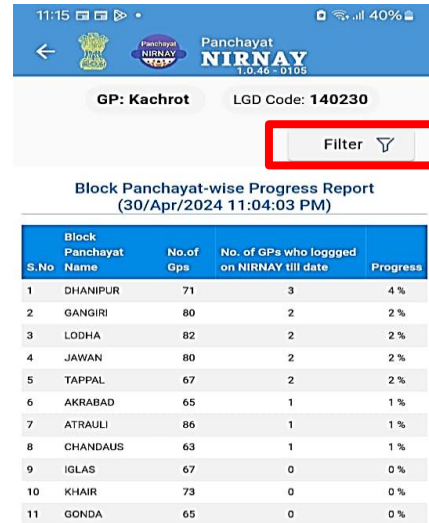 11:15 40%
Panchayat
Panchayat NIRNAY
NIRNAY
1.0.46 - 0105
GP: Kachrot LGD Code: 140230
Filter
Block Panchayat-wise Progress Report
(30/Apr/2024 11:04:03 PM)
S.No Block Panchayat Name No.of Gps No. of GPs who loggged on NIRNAY till date Progress
1 DHANIPUR 71 3 4 %
2 GANGIRI 80 2 2 %
3 LODHA 82 2 2 %
4 JAWAN 80 2 2 %
5 TAPPAL 67 2 2 %
6 AKRABAD 65 1 1 %
7 ATRAULI 86 1 1 %
8 CHANDAUS 63 1 1 %
9 IGLAS 67 0 0 %
10 KHAIR 73 0 0 %
11 GONDA 65 0 0 %